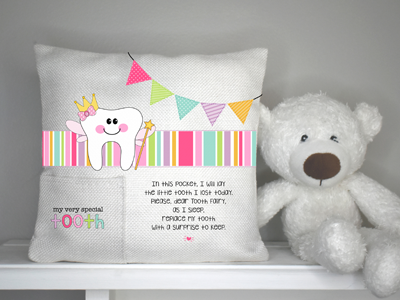 my very special
tooth
In this pocket, I will lay
the little tooth I lost today.
Please, dear Tooth Fairy,
as I sleep,
replace my tooth
with a surprise to keep.